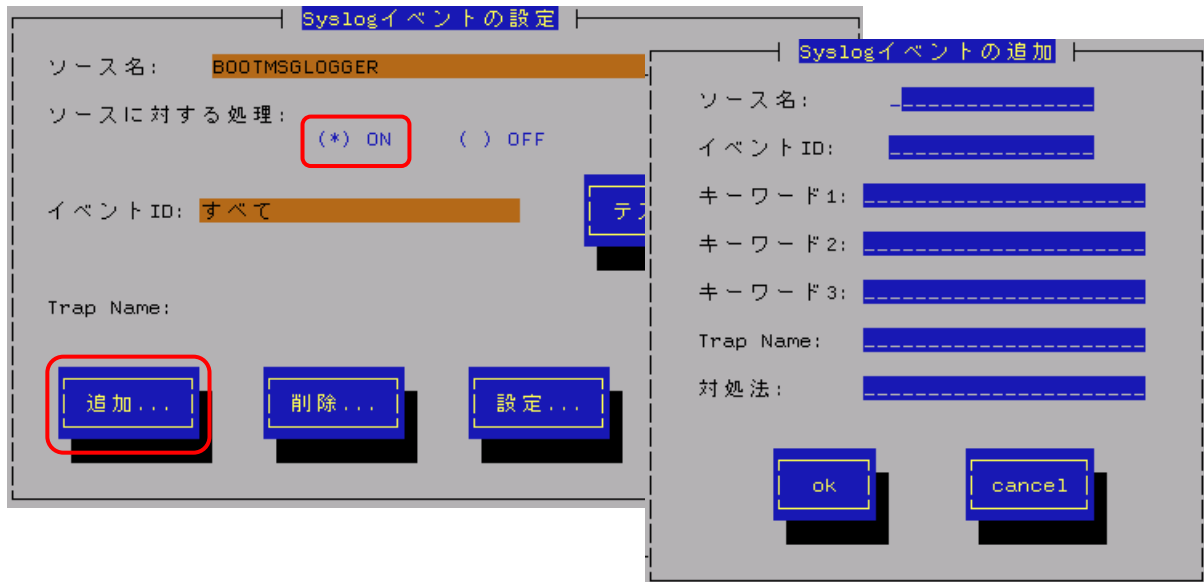 Syslogイベントの設定
ソース名: BOOTMSGLOGGER
ソースに対する処理:
(*) ON ( ) OFF
イベントID: すべて
Trap Name:
追加... 削除... 設定...
Syslogイベントの追加
ソース名:
イベントID:
キーワード1:
キーワード2:
キーワード3:
Trap Name:
対処法:
ok cancel